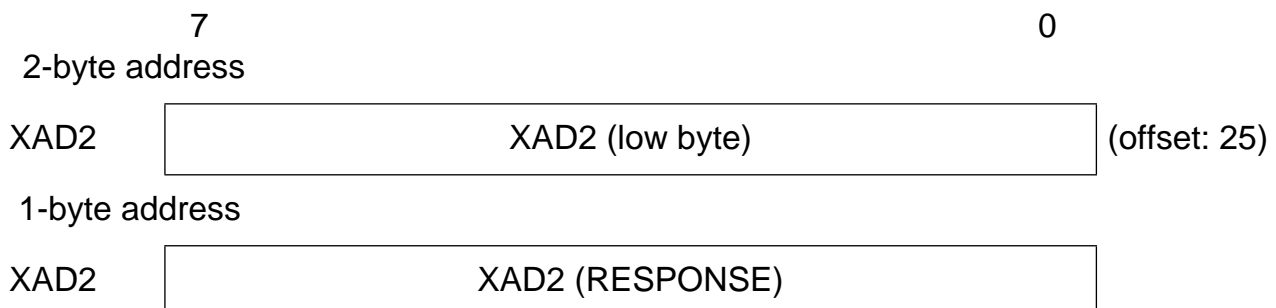 7 0
2-byte address
XAD2 XAD2 (low byte) (offset: 25)
1-byte address
XAD2 XAD2 (RESPONSE)